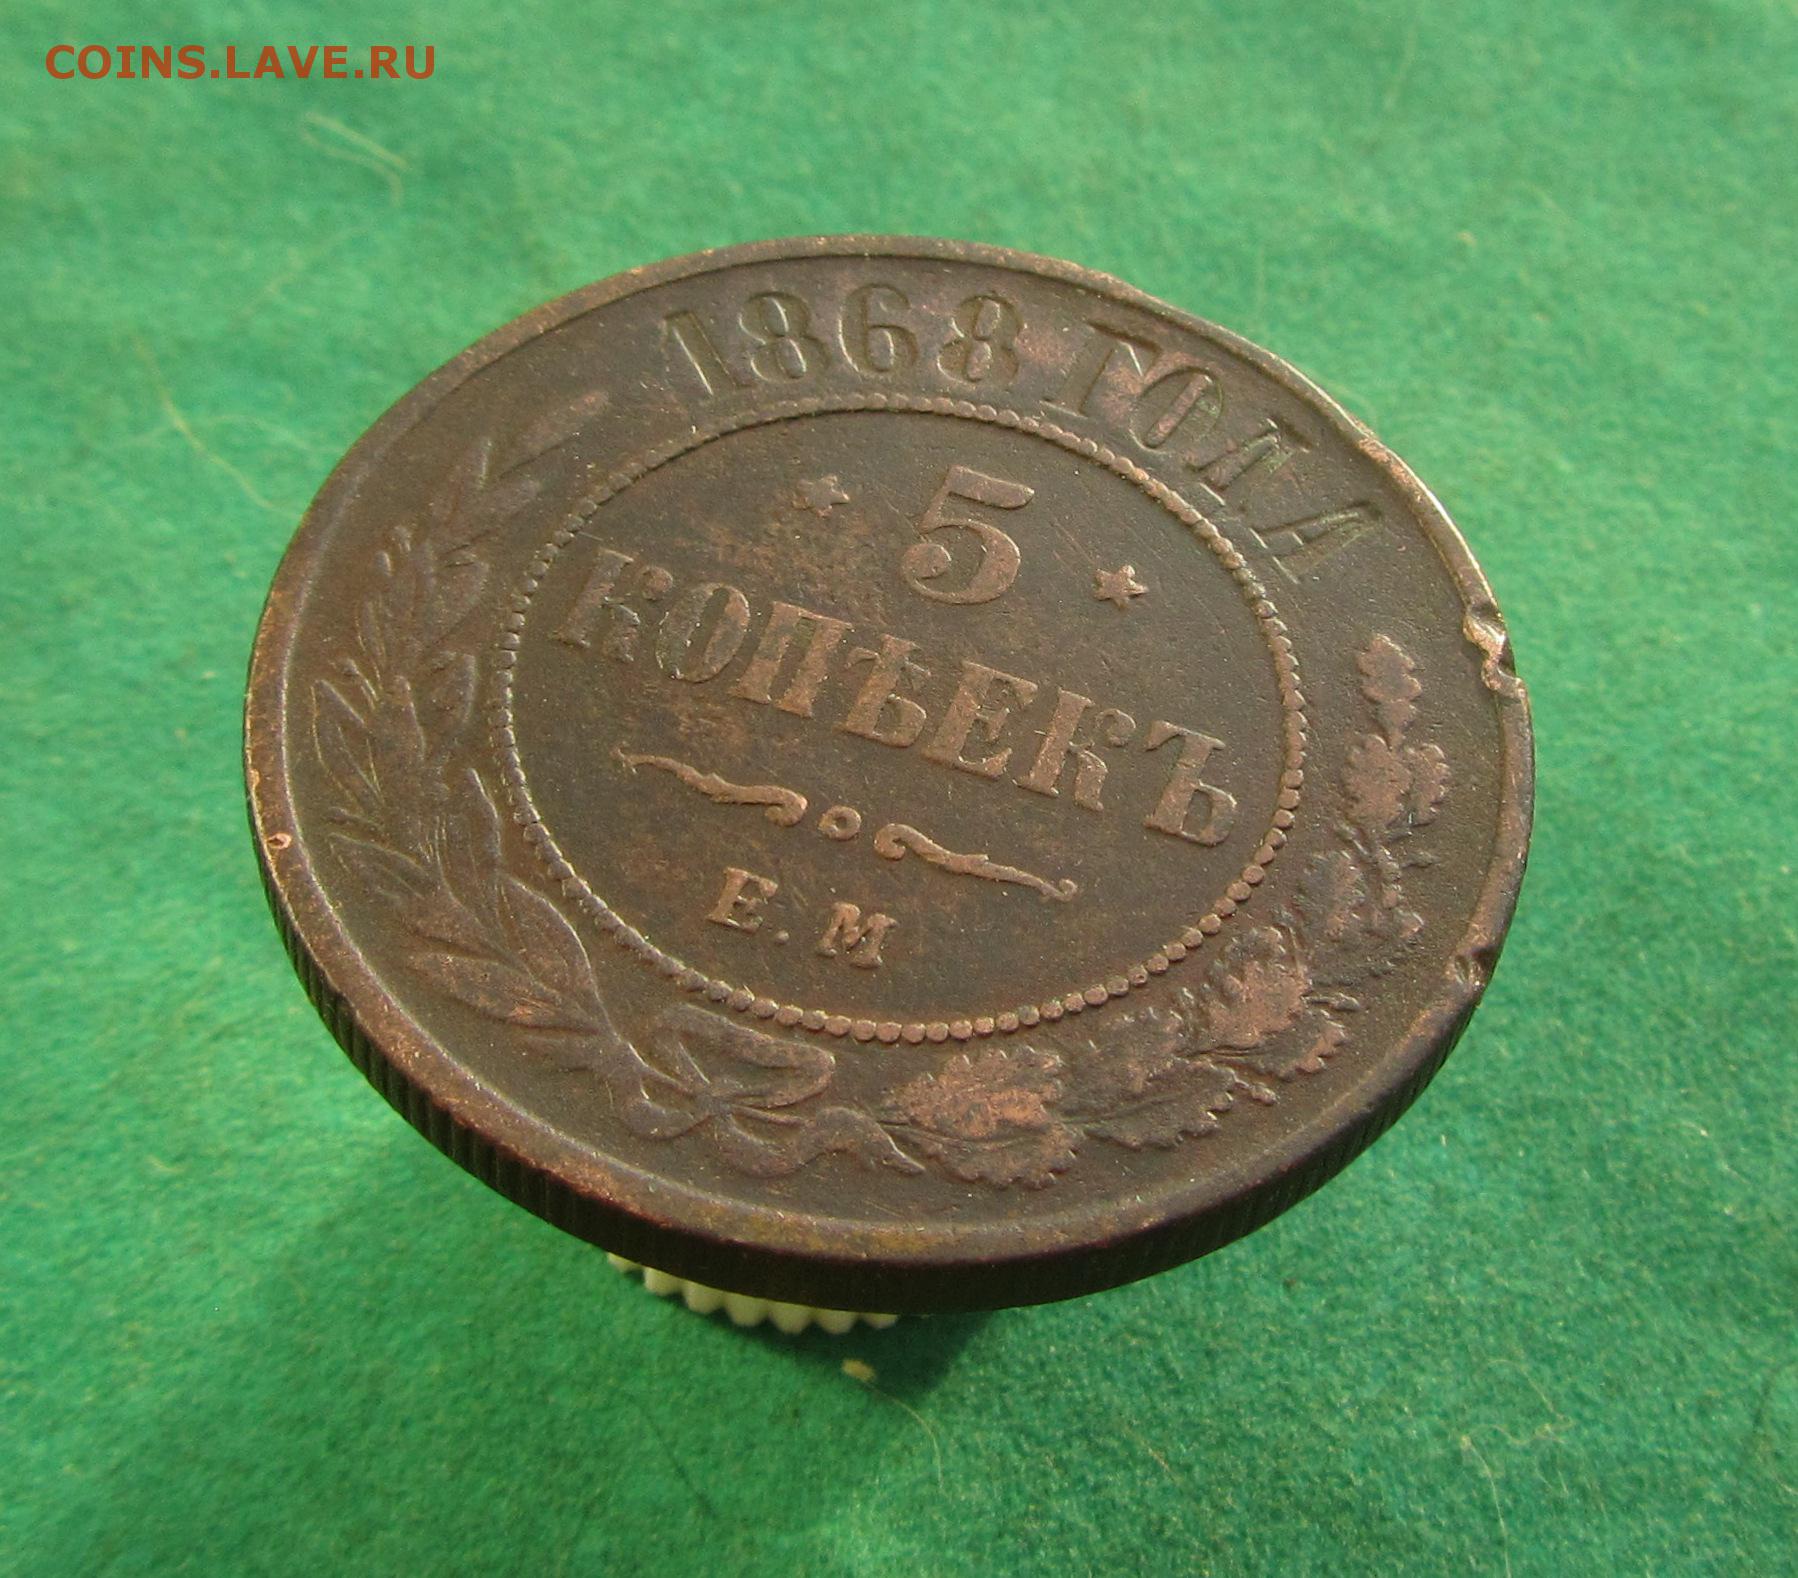 COINS.LAVE.RU
1868 ГОДА
5
КОПѢЕКЪ
Е.М